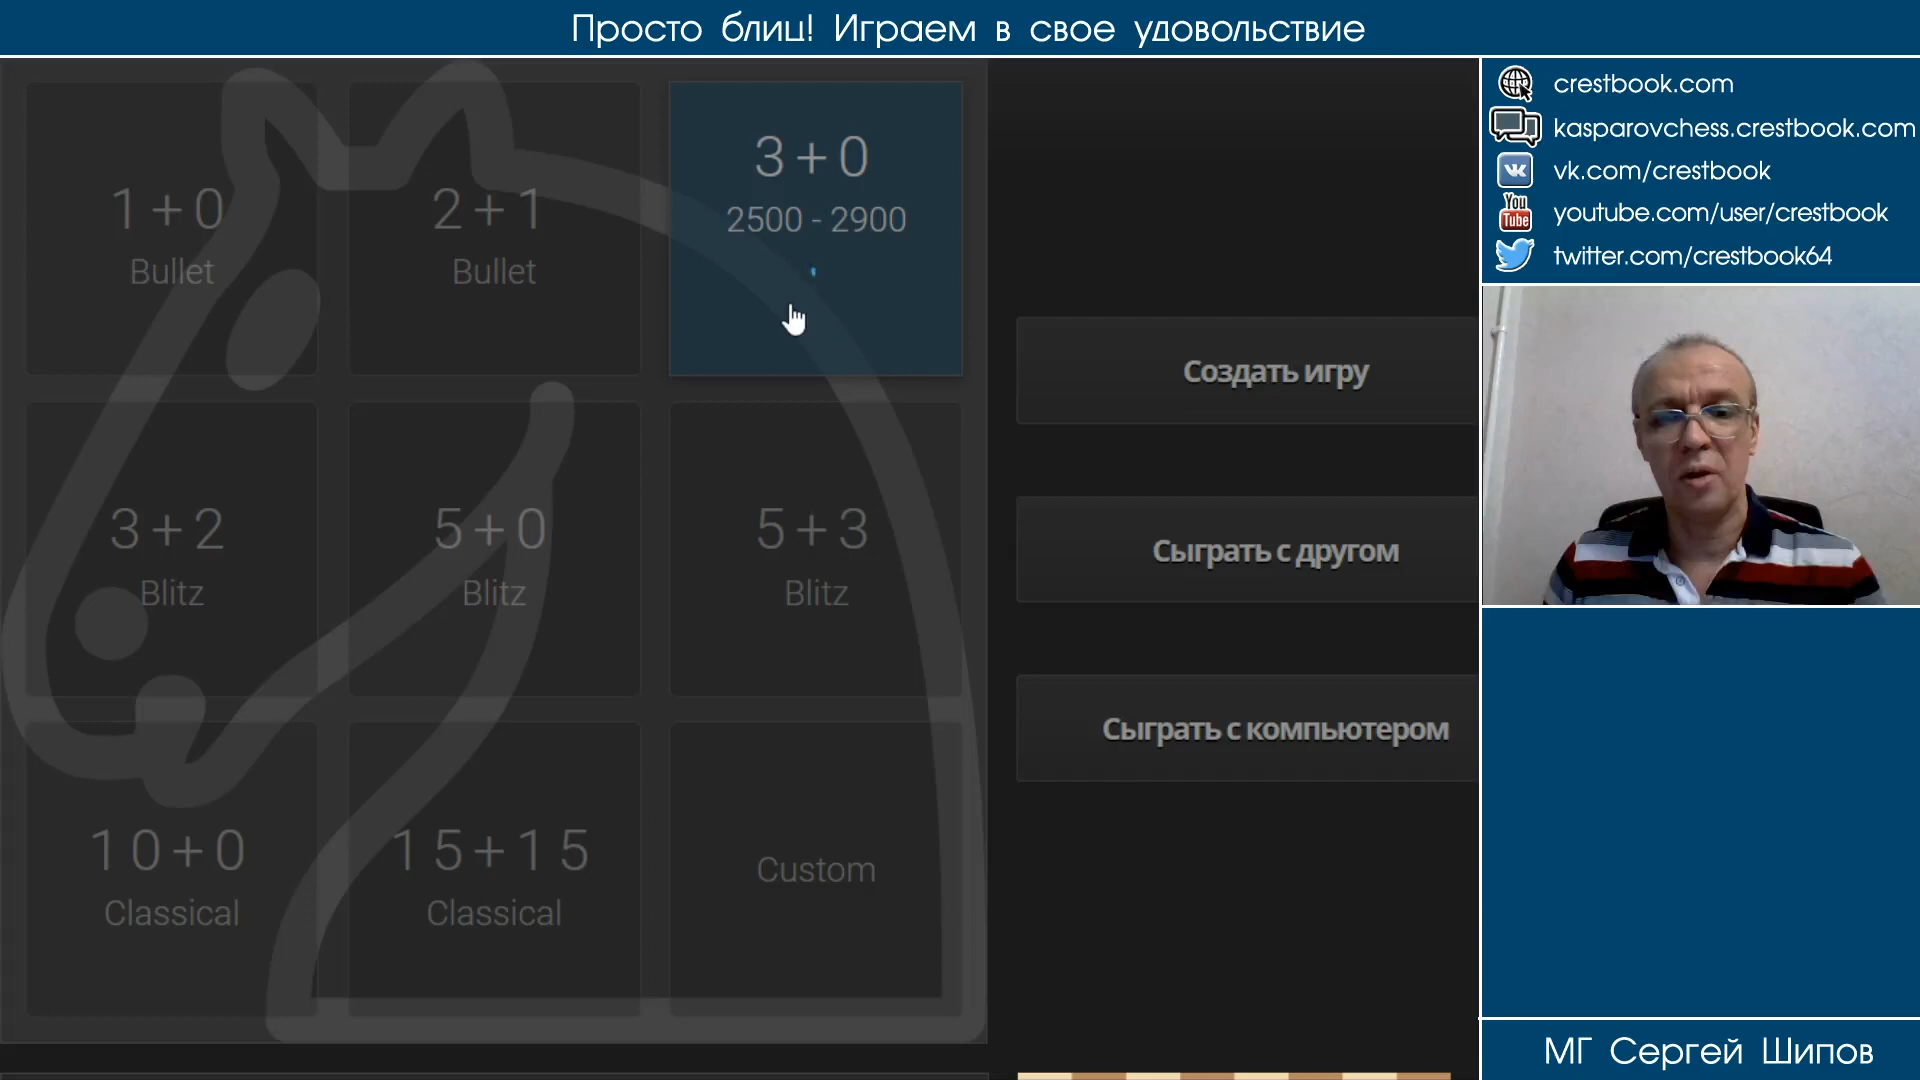 Просто блиц! Играем в свое удовольствие
1+0
Bullet
2+1
Bullet
3+0
2500 - 2900
3+2
Blitz
5+0
Blitz
5+3
Blitz
10+0
Classical
15+15
Classical
Custom
Создать игру
Сыграть с другом
Сыграть с компьютером
crestbook.com
kasparovchess.crestbook.com
vk.com/crestbook
You Tube
youtube.com/user/crestbook
twitter.com/crestbook64
МГ Сергей Шипов